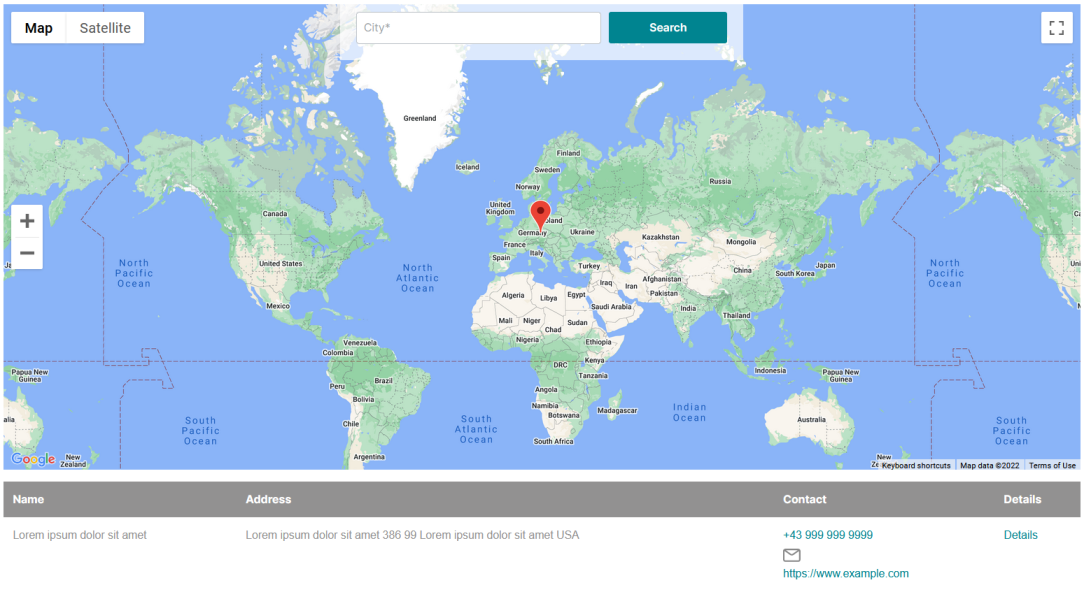 Map Satellite City* Search
Greenland
Iceland
Finland
Sweden
Norway
Russia
United
Kingdom
Canada
Germany
Ukraine
France
Kazakhstan
Mongolia
Italy
Spain
United States
North
Pacific
Ocean
North
Atlantic
Ocean
Turkey
China
South Korea
Japan
North
Pacific
Ocean
Iraq
Iran
Afghanistan
Pakistan
Algeria
Libya
Egypt
Saudi Arabia
Mexico
India
Mali
Niger
Chad
Sudan
Thailand
Nigeria
Ethiopia
Venezuela
Colombia
DRC
Kenya
Tanzania
Indonesia
Papua New
Guinea
Papua New
Guinea
Peru
Brazil
Angola
Bolivia
Namibia
Botswana
Madagascar
Indian
Ocean
South
Pacific
Ocean
Chile
South
Atlantic
Ocean
Australia
South
Pacific
Ocean
South Africa
Argentina
Google
New
Zealand
New
Keyboard shortcuts Map data ©2022 Terms of Use
Name Address Contact Details
Lorem ipsum dolor sit amet Lorem ipsum dolor sit amet 386 99 Lorem ipsum dolor sit amet USA +43 999 999 9999 Details
https://www.example.com